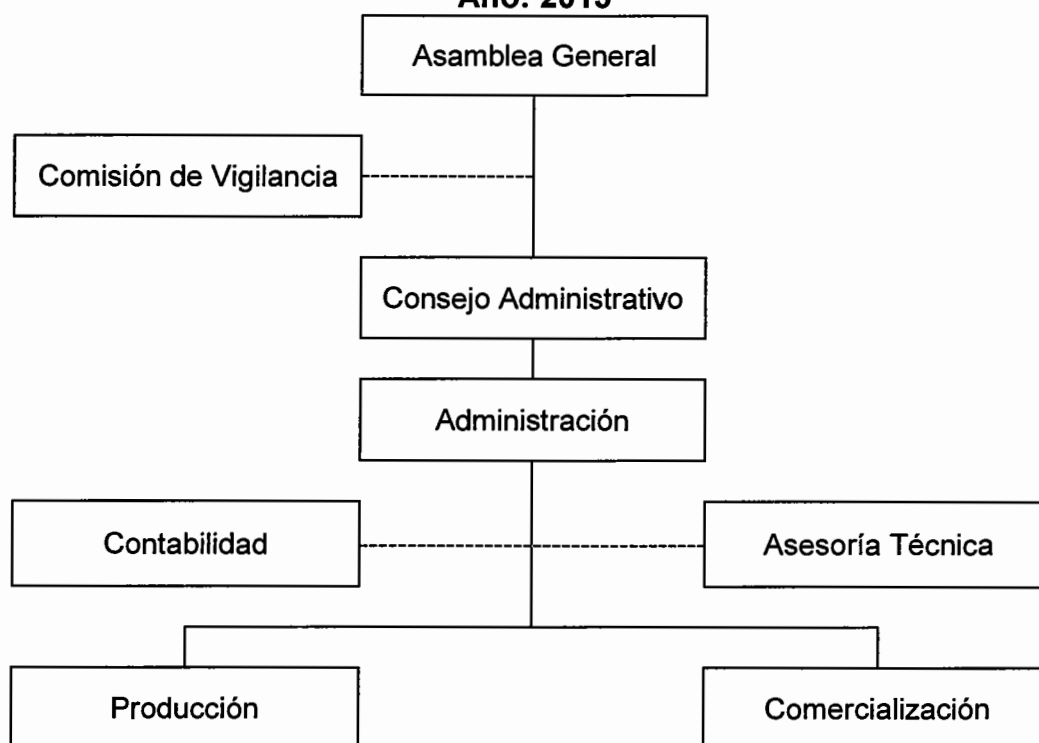 Asamblea General
Comisión de Vigilancia
Consejo Administrativo
Administración
Contabilidad
Asesoría Técnica
Producción
Comercialización